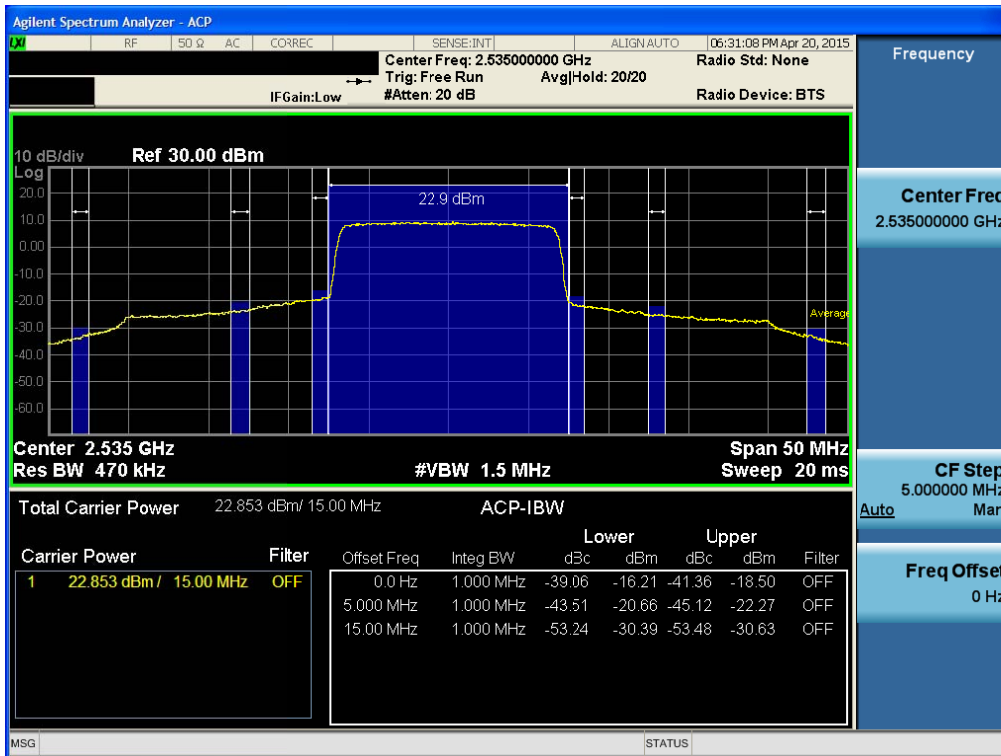 Agilent Spectrum Analyzer - ACP
LXI RF 50 Ω AC CORREC SENSE:INT ALIGN AUTO 06:31:08 PM Apr 20, 2015
Center Freq: 2.535000000 GHz Radio Std: None
Trig: Free Run Avg|Hold: 20/20
IFGain:Low #Atten: 20 dB Radio Device: BTS
10 dB/div Ref 30.00 dBm
Log
20.0
10.0
0.00
-10.0
-20.0
-30.0
-40.0
-50.0
-60.0
22.9 dBm
Average
Center 2.535 GHz Span 50 MHz
Res BW 470 kHz #VBW 1.5 MHz Sweep 20 ms
Total Carrier Power 22.853 dBm/ 15.00 MHz ACP-IBW
Lower Upper
Carrier Power Filter Offset Freq Integ BW dBc dBm dBc dBm Filter
1 22.853 dBm / 15.00 MHz OFF 0.0 Hz 1.000 MHz -39.06 -16.21 -41.36 -18.50 OFF
5.000 MHz 1.000 MHz -43.51 -20.66 -45.12 -22.27 OFF
15.00 MHz 1.000 MHz -53.24 -30.39 -53.48 -30.63 OFF
MSG STATUS
Frequency
Center Freq
2.535000000 GHz
CF Step
5.000000 MHz
Auto Man
Freq Offset
0 Hz